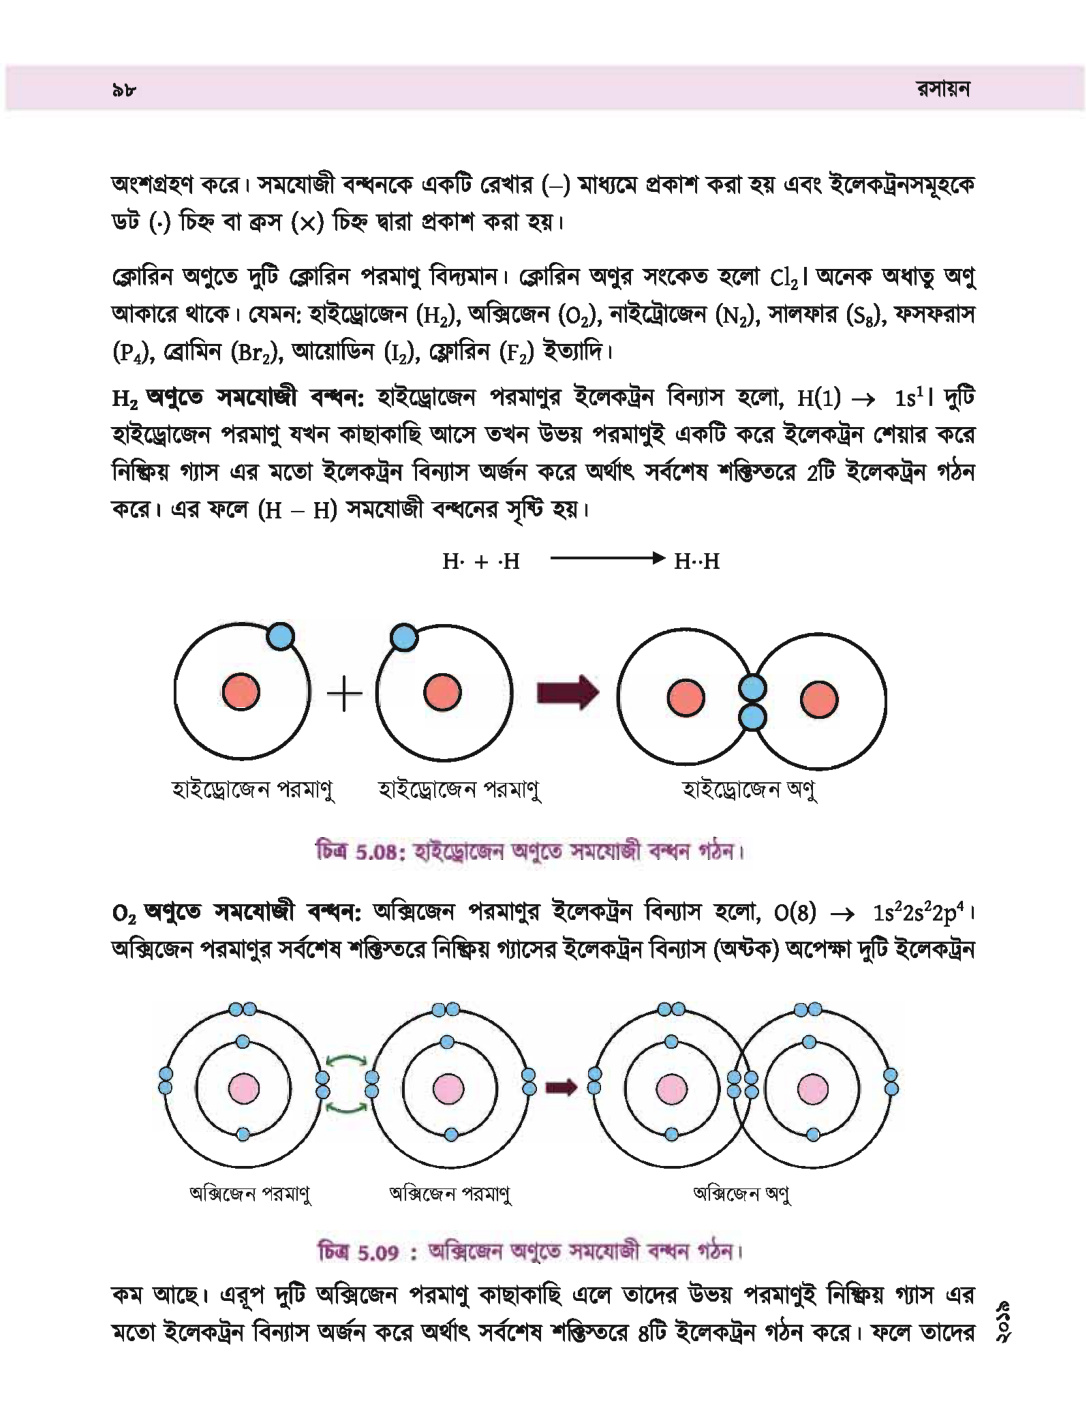 ৯৮ রসায়ন
অংশগ্রহণ করে। সমযোজী বন্ধনকে একটি রেখার (–) মাধ্যমে প্রকাশ করা হয় এবং ইলেকট্রনসমূহকে
ডট (·) চিহ্ন বা ক্রস (×) চিহ্ন দ্বারা প্রকাশ করা হয়।
ক্লোরিন অণুতে দুটি ক্লোরিন পরমাণু বিদ্যমান। ক্লোরিন অণুর সংকেত হলো Cl₂। অনেক অধাতু অণু
আকারে থাকে। যেমন: হাইড্রোজেন (H₂), অক্সিজেন (O₂), নাইট্রোজেন (N₂), সালফার (S₈), ফসফরাস
(P₄), ব্রোমিন (Br₂), আয়োডিন (I₂), ফ্লোরিন (F₂) ইত্যাদি।
H₂ অণুতে সমযোজী বন্ধন: হাইড্রোজেন পরমাণুর ইলেকট্রন বিন্যাস হলো, H(1) → 1s¹। দুটি
হাইড্রোজেন পরমাণু যখন কাছাকাছি আসে তখন উভয় পরমাণুই একটি করে ইলেকট্রন শেয়ার করে
নিষ্ক্রিয় গ্যাস এর মতো ইলেকট্রন বিন্যাস অর্জন করে অর্থাৎ সর্বশেষ শক্তিস্তরে 2টি ইলেকট্রন গঠন
করে। এর ফলে (H – H) সমযোজী বন্ধনের সৃষ্টি হয়।
H· + ·H ⟶ H··H
+
হাইড্রোজেন পরমাণু হাইড্রোজেন পরমাণু হাইড্রোজেন অণু
চিত্র 5.08: হাইড্রোজেন অণুতে সমযোজী বন্ধন গঠন।
O₂ অণুতে সমযোজী বন্ধন: অক্সিজেন পরমাণুর ইলেকট্রন বিন্যাস হলো, O(8) → 1s²2s²2p⁴।
অক্সিজেন পরমাণুর সর্বশেষ শক্তিস্তরে নিষ্ক্রিয় গ্যাসের ইলেকট্রন বিন্যাস (অষ্টক) অপেক্ষা দুটি ইলেকট্রন
অক্সিজেন পরমাণু অক্সিজেন পরমাণু অক্সিজেন অণু
চিত্র 5.09 : অক্সিজেন অণুতে সমযোজী বন্ধন গঠন।
কম আছে। এরূপ দুটি অক্সিজেন পরমাণু কাছাকাছি এলে তাদের উভয় পরমাণুই নিষ্ক্রিয় গ্যাস এর
মতো ইলেকট্রন বিন্যাস অর্জন করে অর্থাৎ সর্বশেষ শক্তিস্তরে ৪টি ইলেকট্রন গঠন করে। ফলে তাদের
২০১৯